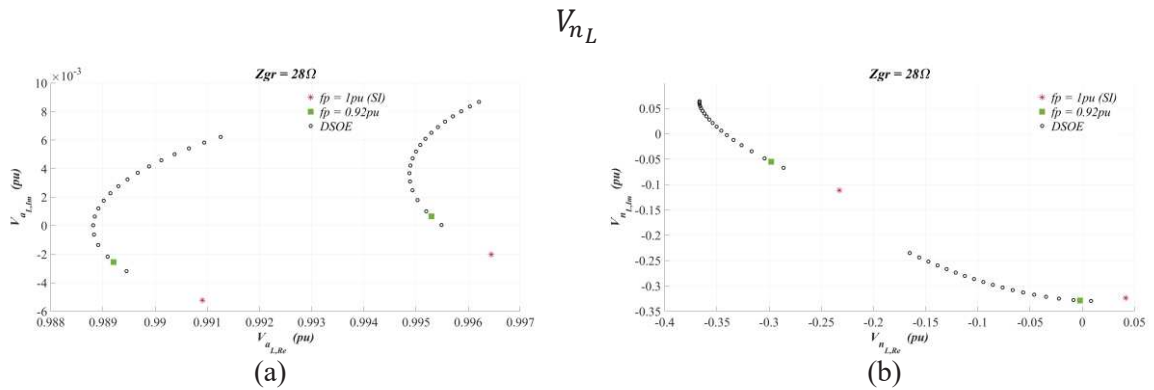 V_{n_L}
Zgr = 28Ω
×10⁻³
10
8
6
4
2
0
-2
-4
-6
V_{a_{L,Im}} (pu)
* fp = 1pu (SI)
■ fp = 0.92pu
○ DSOE
0.988 0.989 0.99 0.991 0.992 0.993 0.994 0.995 0.996 0.997
V_{a_{L,Re}} (pu)
(a)
Zgr = 28Ω
0.1
0.05
0
-0.05
-0.1
-0.15
-0.2
-0.25
-0.3
-0.35
V_{n_{L,Im}} (pu)
* fp = 1pu (SI)
■ fp = 0.92pu
○ DSOE
-0.4 -0.35 -0.3 -0.25 -0.2 -0.15 -0.1 -0.05 0 0.05
V_{n_{L,Re}} (pu)
(b)